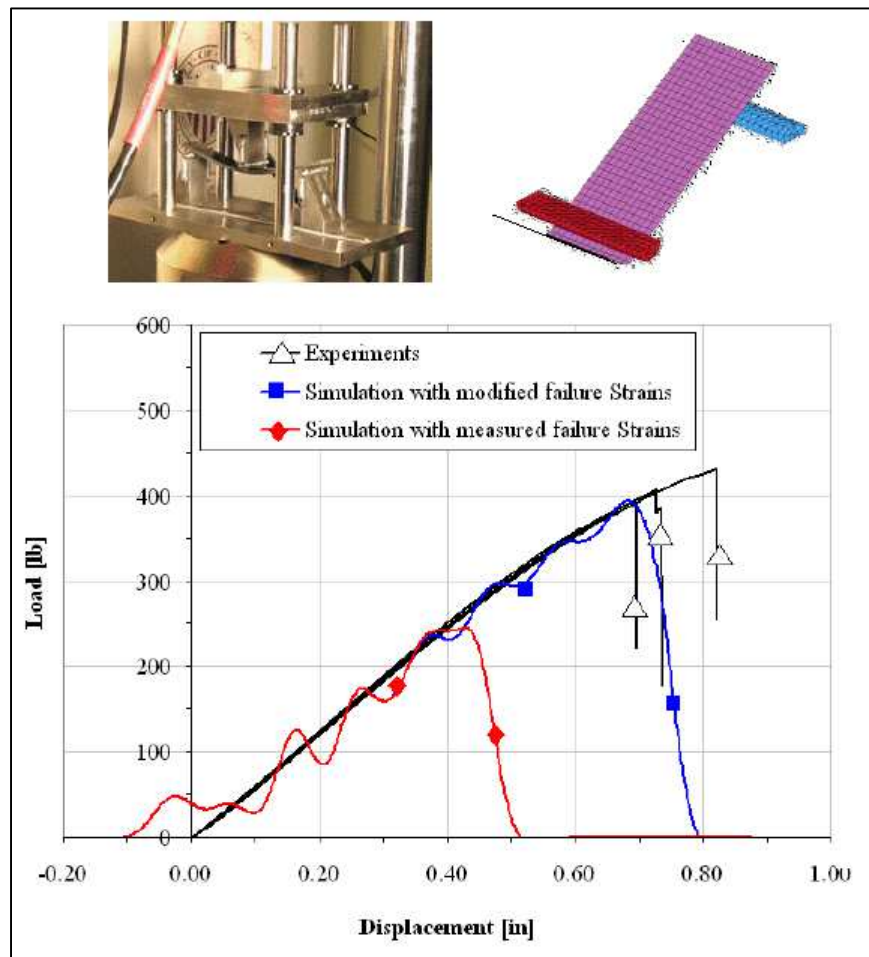 600
500
400
300
200
100
0
Experiments
Simulation with modified failure Strains
Simulation with measured failure Strains
Load [lb]
-0.20 0.00 0.20 0.40 0.60 0.80 1.00
Displacement [in]